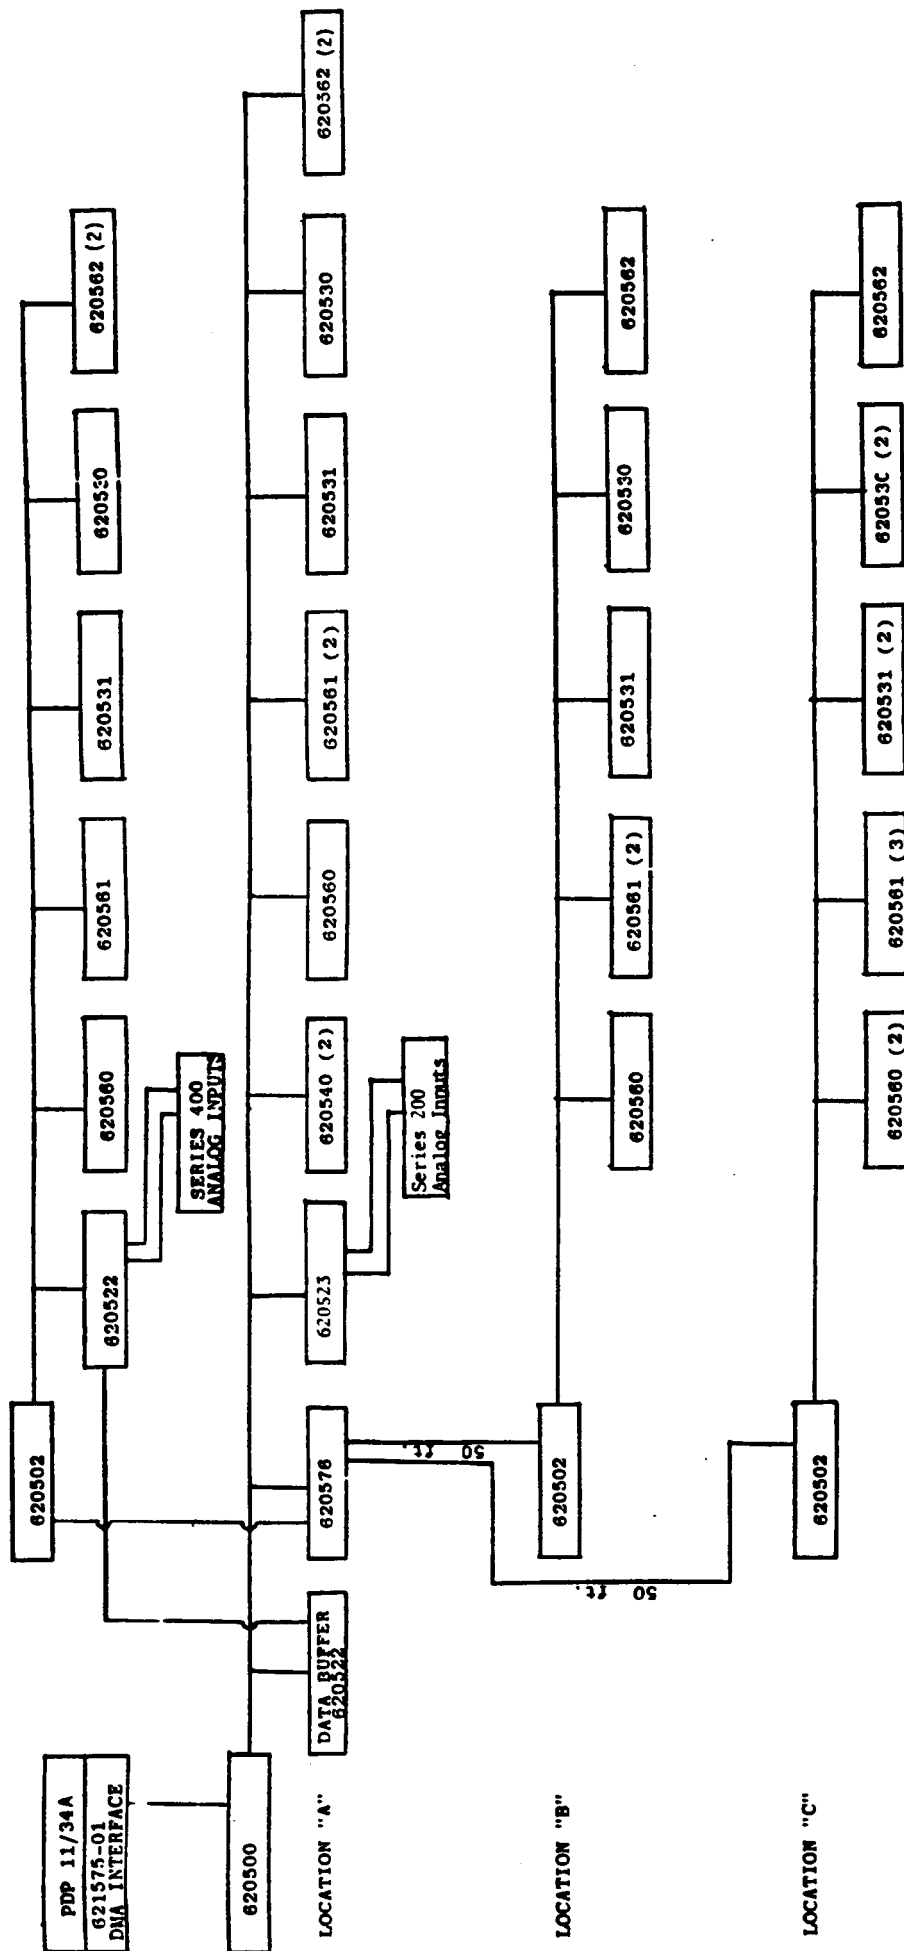 PDP 11/34A
621575-01
DMA INTERFACE
620500
620502
620522
SERIES 400
ANALOG INPUTS
620560
620561
620531
620530
620562 (2)
LOCATION "A"
DATA BUFFER
620522
620576
620523
Series 200
Analog Inputs
620540 (2)
620560
620561 (2)
620531
620530
620562 (2)
50 ft.
50 ft.
LOCATION "B"
620502
620560
620561 (2)
620531
620530
620562
LOCATION "C"
620502
620560 (2)
620561 (3)
620531 (2)
62053C (2)
620562